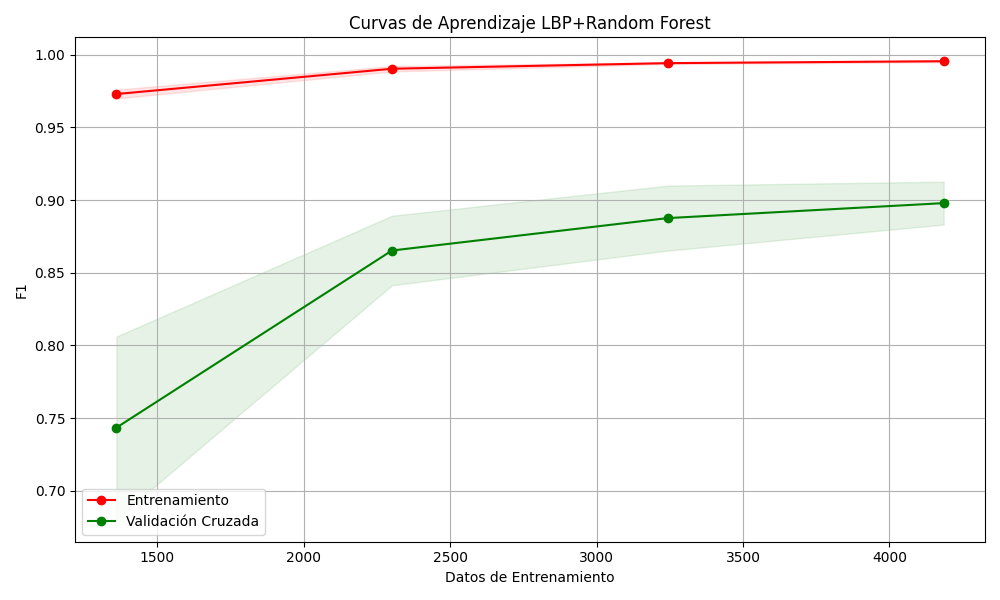 Curvas de Aprendizaje LBP+Random Forest
1.00
0.95
0.90
0.85
0.80
0.75
0.70
F1
Entrenamiento
Validación Cruzada
1500 2000 2500 3000 3500 4000
Datos de Entrenamiento